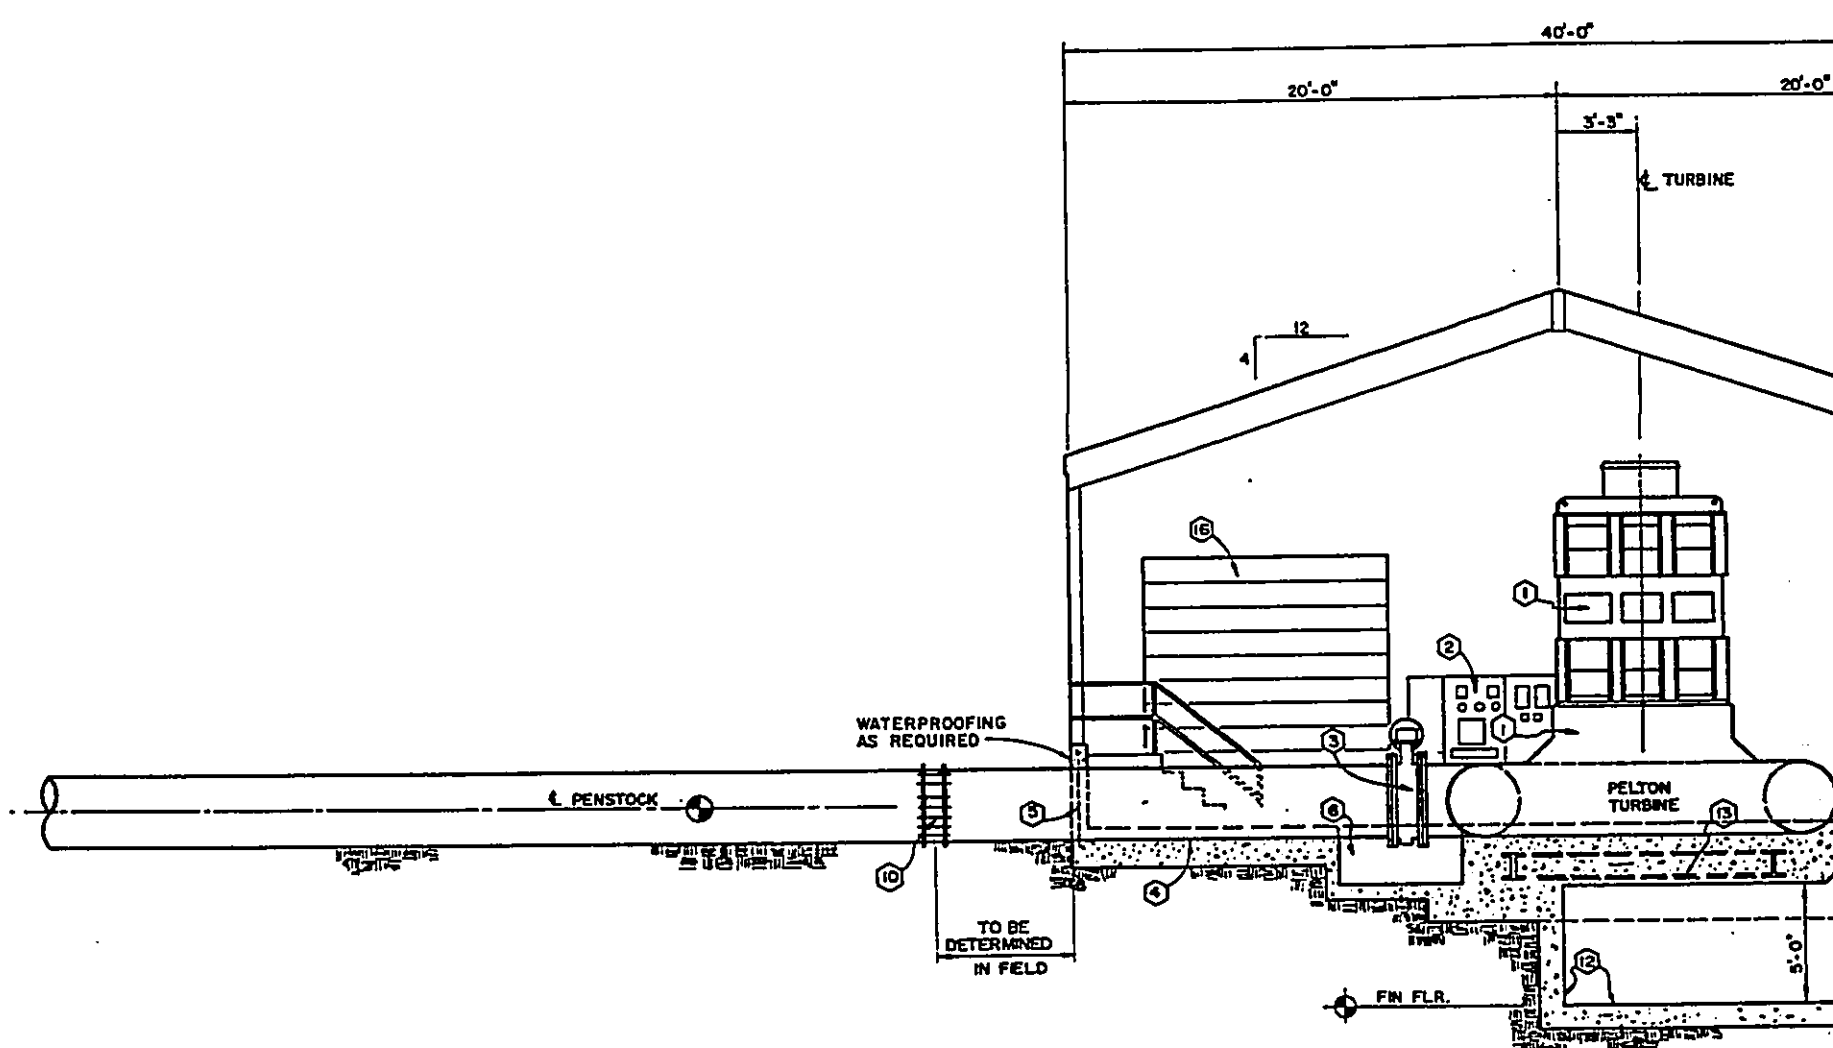 40'-0"
20'-0"
20'-0"
3'-3"
℄ TURBINE
12
4
16
1
2
WATERPROOFING
AS REQUIRED
1
3
℄ PENSTOCK
PELTON
TURBINE
5
6
13
10
4
TO BE
DETERMINED
IN FIELD
12
5'-0"
FIN FLR.